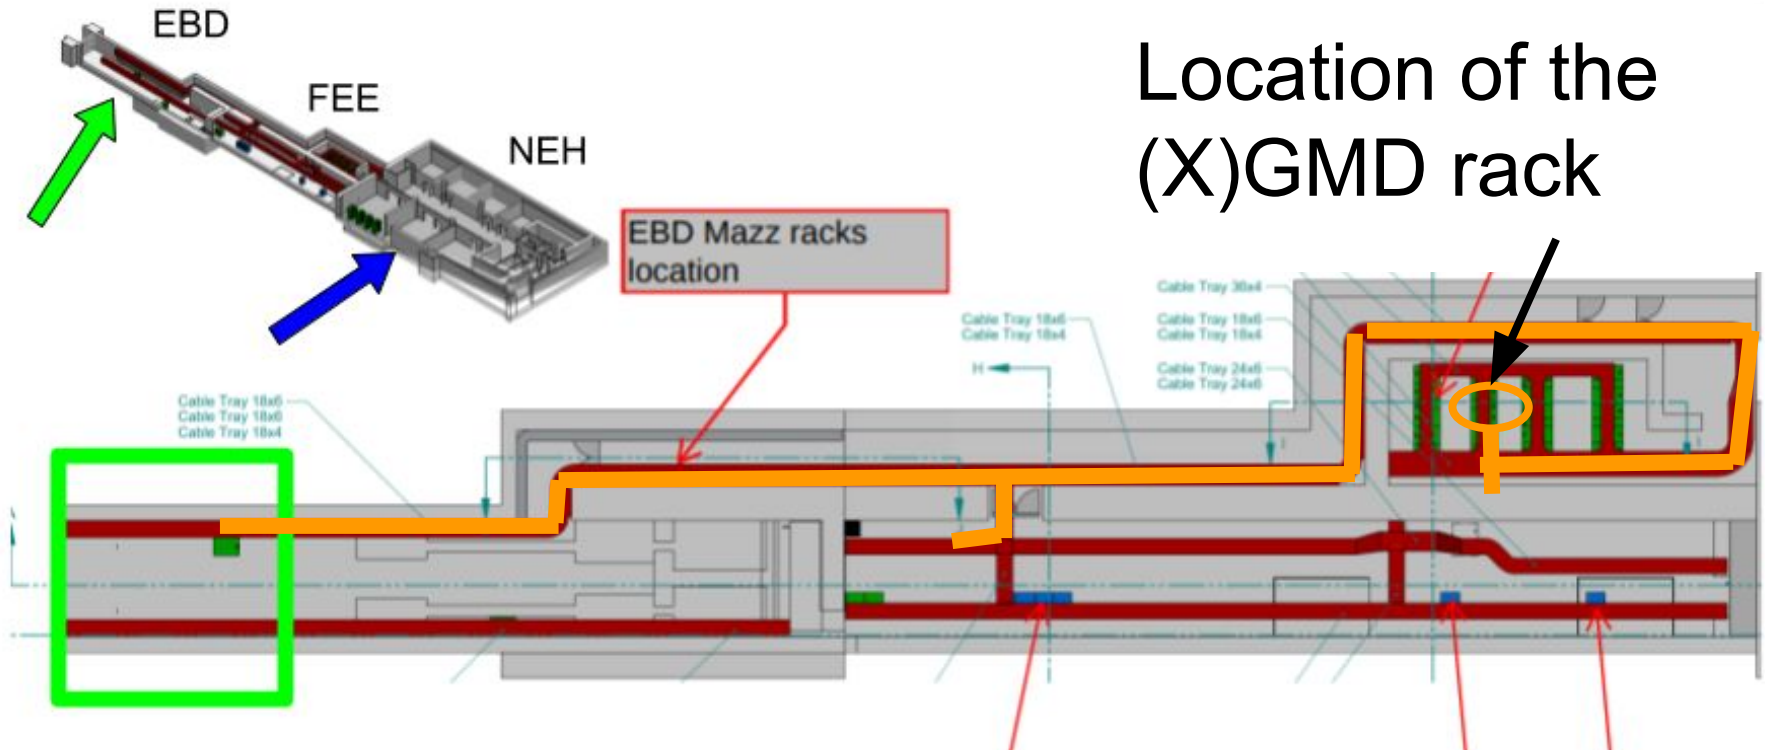 EBD
FEE
NEH
Location of the
(X)GMD rack
EBD Mazz racks
location
Cable Tray 36x4
Cable Tray 18x6
Cable Tray 18x4
Cable Tray 18x6
Cable Tray 18x4
Cable Tray 24x6
Cable Tray 24x6
H
Cable Tray 18x6
Cable Tray 18x6
Cable Tray 18x4